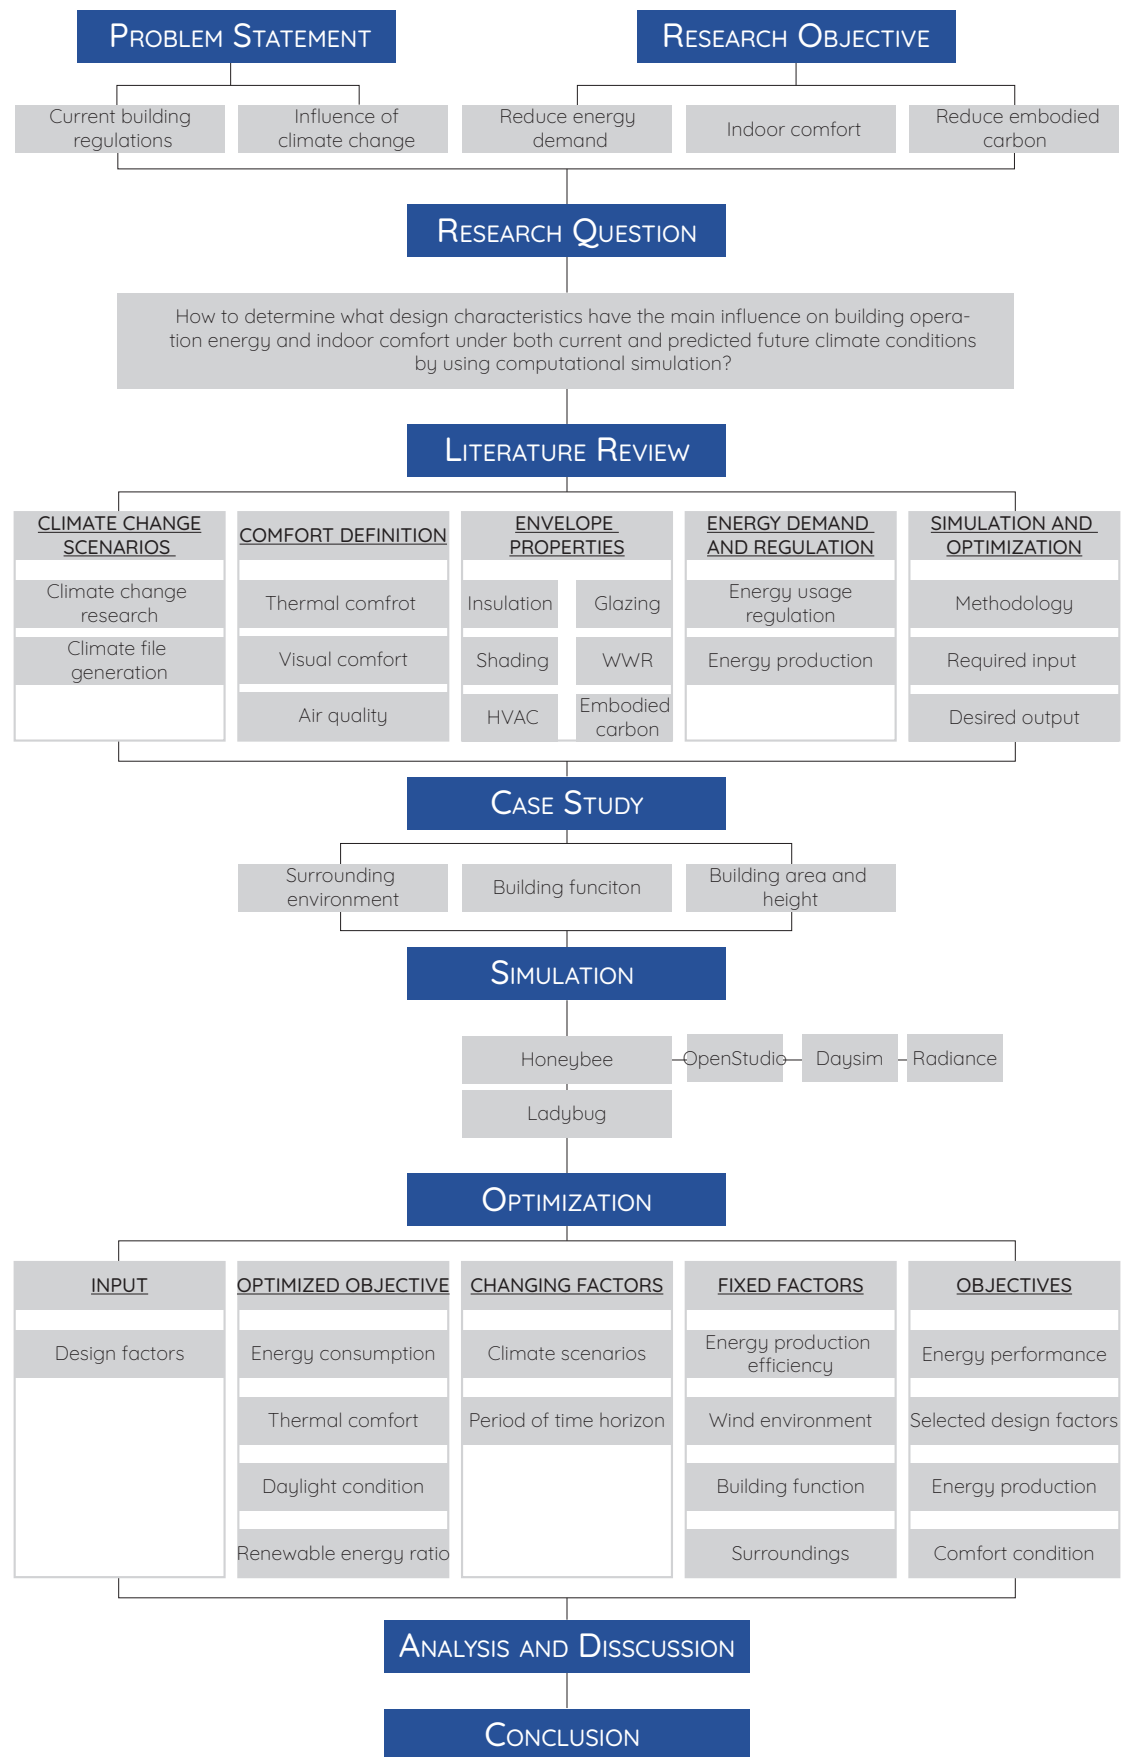 PROBLEM STATEMENT
RESEARCH OBJECTIVE
Current building
regulations
Influence of
climate change
Reduce energy
demand
Indoor comfort
Reduce embodied
carbon
RESEARCH QUESTION
How to determine what design characteristics have the main influence on building opera-
tion energy and indoor comfort under both current and predicted future climate conditions
by using computational simulation?
LITERATURE REVIEW
CLIMATE CHANGE
SCENARIOS
Climate change
research
Climate file
generation
COMFORT DEFINITION
Thermal comfrot
Visual comfort
Air quality
ENVELOPE
PROPERTIES
Insulation
Glazing
Shading
WWR
HVAC
Embodied
carbon
ENERGY DEMAND
AND REGULATION
Energy usage
regulation
Energy production
SIMULATION AND
OPTIMIZATION
Methodology
Required input
Desired output
CASE STUDY
Surrounding
environment
Building funciton
Building area and
height
SIMULATION
Honeybee
OpenStudio
Daysim
Radiance
Ladybug
OPTIMIZATION
INPUT
Design factors
OPTIMIZED OBJECTIVE
Energy consumption
Thermal comfort
Daylight condition
Renewable energy ratio
CHANGING FACTORS
Climate scenarios
Period of time horizon
FIXED FACTORS
Energy production
efficiency
Wind environment
Building function
Surroundings
OBJECTIVES
Energy performance
Selected design factors
Energy production
Comfort condition
ANALYSIS AND DISSCUSSION
CONCLUSION